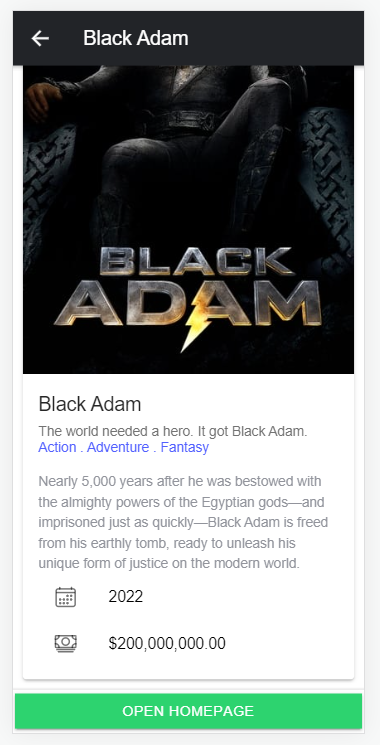 Black Adam
BLACK
ADAM
Black Adam
The world needed a hero. It got Black Adam.
Action . Adventure . Fantasy
Nearly 5,000 years after he was bestowed with
the almighty powers of the Egyptian gods—and
imprisoned just as quickly—Black Adam is freed
from his earthly tomb, ready to unleash his
unique form of justice on the modern world.
2022
$200,000,000.00
OPEN HOMEPAGE